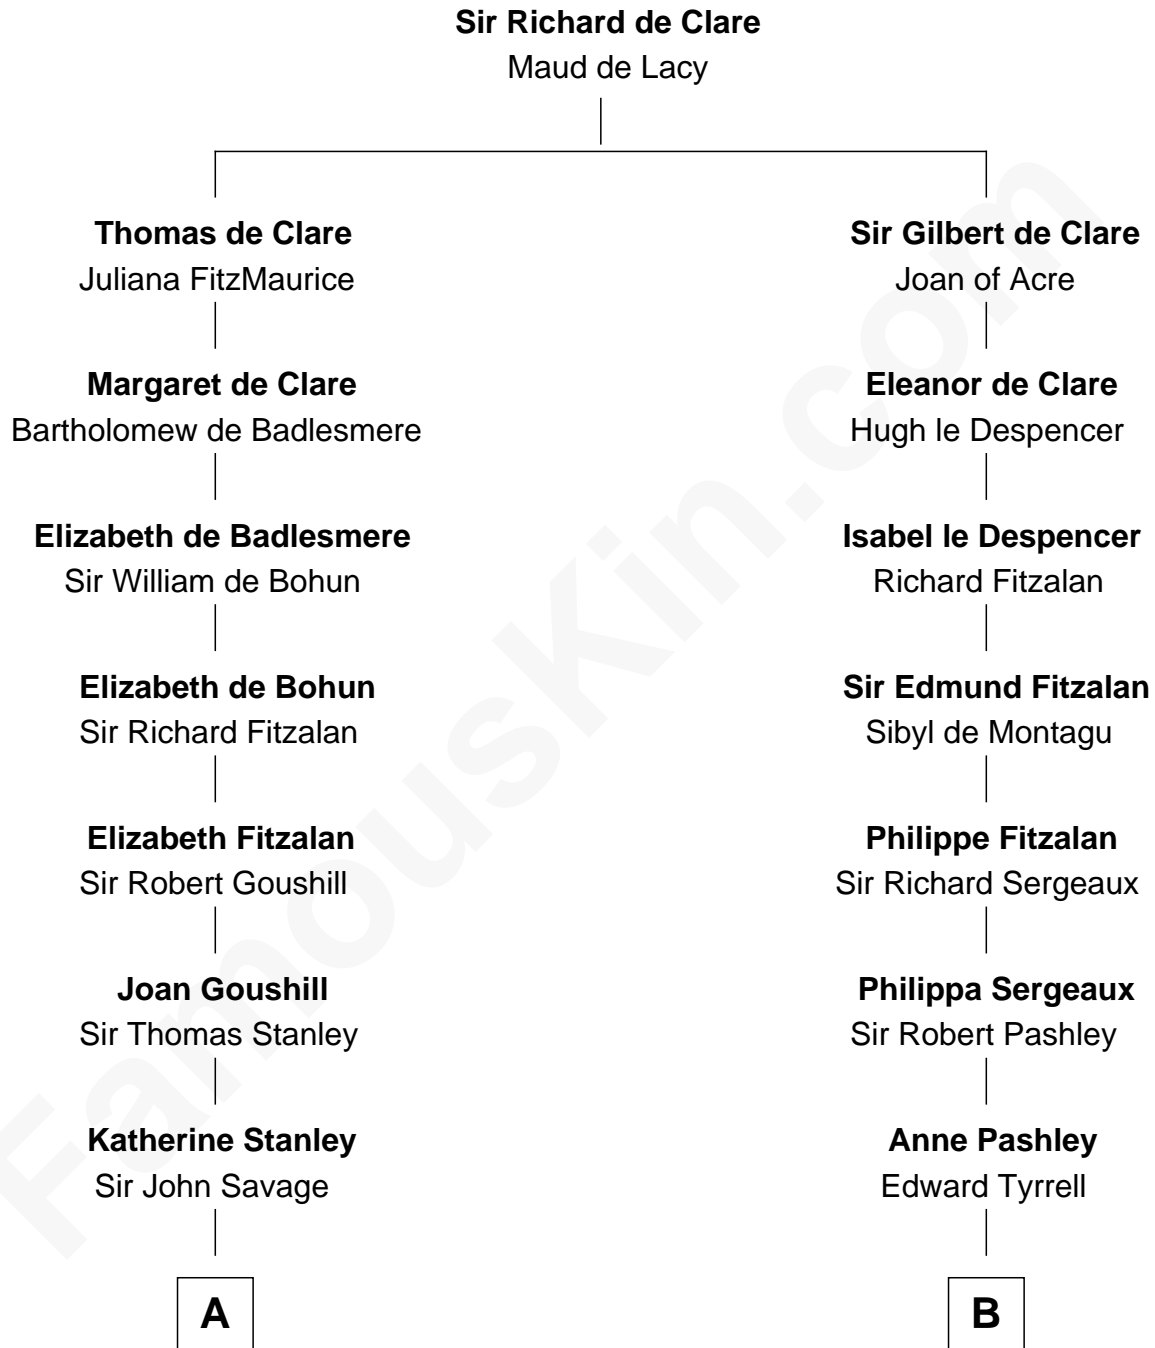 Sir Richard de Clare
Maud de Lacy
Thomas de Clare
Juliana FitzMaurice
Margaret de Clare
Bartholomew de Badlesmere
Elizabeth de Badlesmere
Sir William de Bohun
Elizabeth de Bohun
Sir Richard Fitzalan
Elizabeth Fitzalan
Sir Robert Goushill
Joan Goushill
Sir Thomas Stanley
Katherine Stanley
Sir John Savage
A
Sir Gilbert de Clare
Joan of Acre
Eleanor de Clare
Hugh le Despencer
Isabel le Despencer
Richard Fitzalan
Sir Edmund Fitzalan
Sibyl de Montagu
Philippe Fitzalan
Sir Richard Sergeaux
Philippa Sergeaux
Sir Robert Pashley
Anne Pashley
Edward Tyrrell
B
FamousKin.com